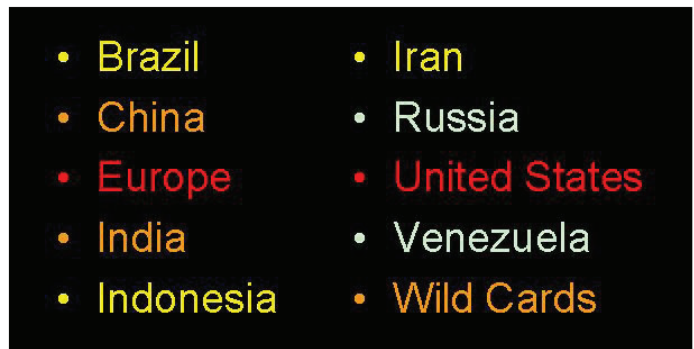 • Brazil
• China
• Europe
• India
• Indonesia
• Iran
• Russia
• United States
• Venezuela
• Wild Cards